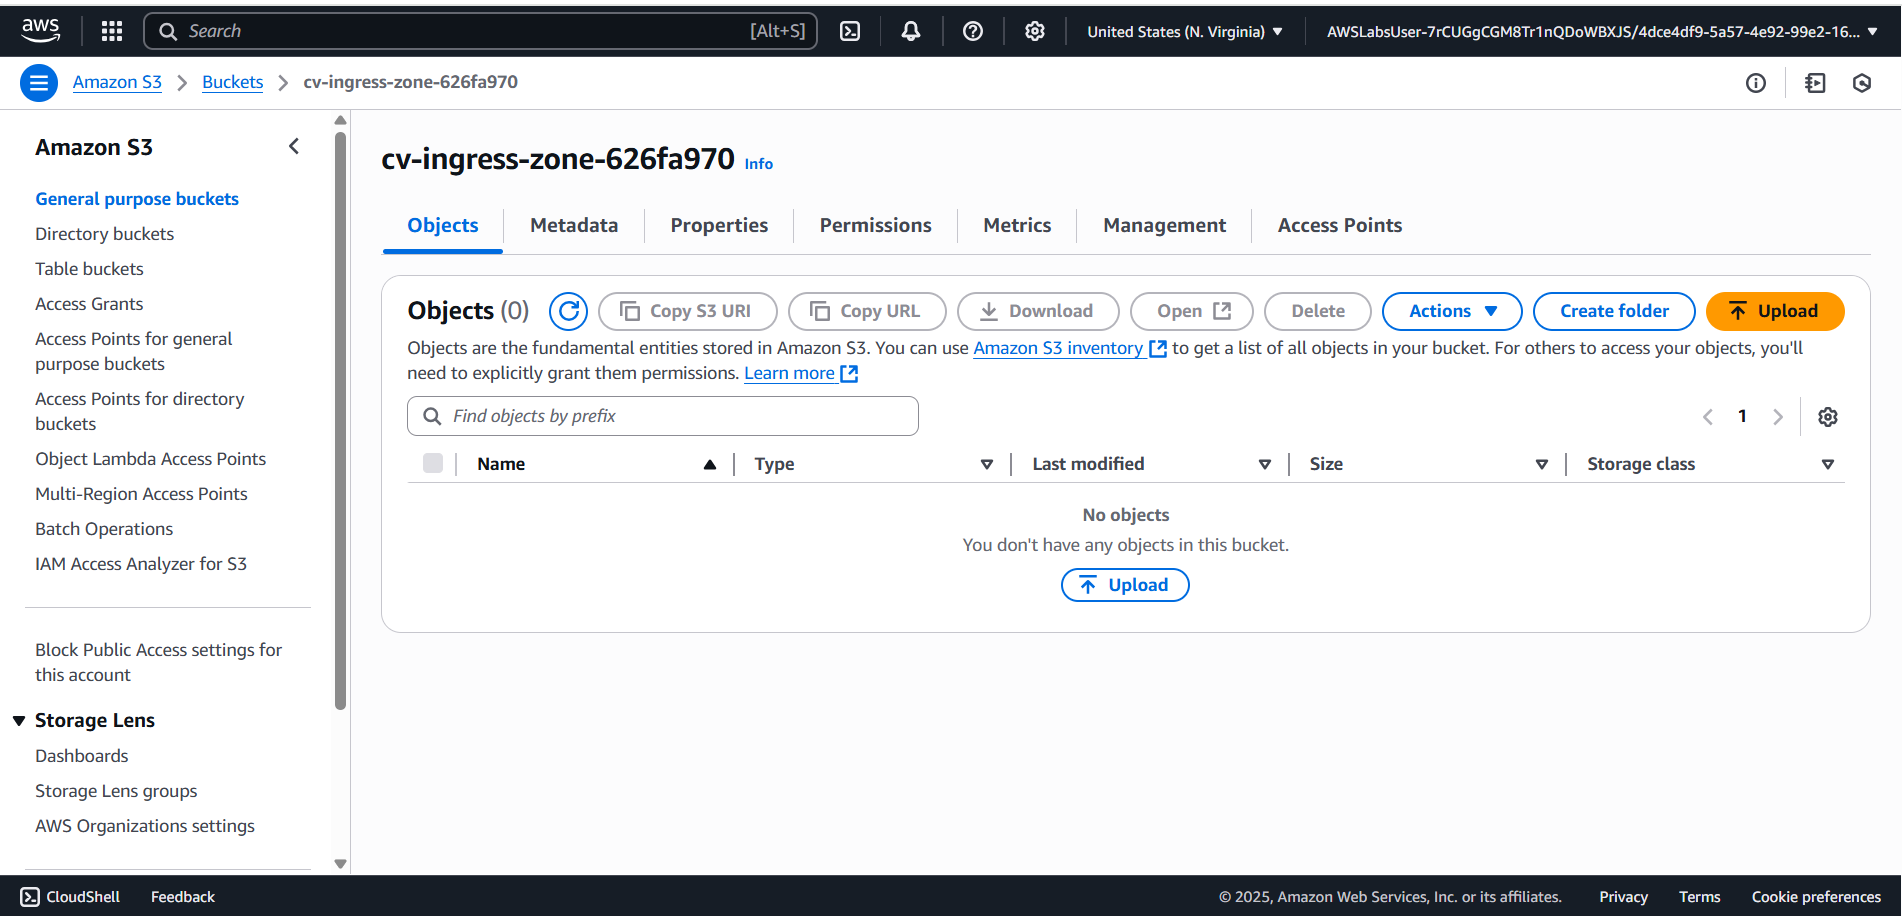 aws
Search [Alt+S]
United States (N. Virginia)
AWSLabsUser-7rCUGgCGM8Tr1nQDoWBXJS/4dce4df9-5a57-4e92-99e2-16...
Amazon S3 Buckets cv-ingress-zone-626fa970
Amazon S3
General purpose buckets
Directory buckets
Table buckets
Access Grants
Access Points for general
purpose buckets
Access Points for directory
buckets
Object Lambda Access Points
Multi-Region Access Points
Batch Operations
IAM Access Analyzer for S3
Block Public Access settings for
this account
Storage Lens
Dashboards
Storage Lens groups
AWS Organizations settings
cv-ingress-zone-626fa970 Info
Objects Metadata Properties Permissions Metrics Management Access Points
Objects (0) Copy S3 URI Copy URL Download Open Delete Actions Create folder Upload
Objects are the fundamental entities stored in Amazon S3. You can use Amazon S3 inventory to get a list of all objects in your bucket. For others to access your objects, you'll
need to explicitly grant them permissions. Learn more
Find objects by prefix
1
Name Type Last modified Size Storage class
No objects
You don't have any objects in this bucket.
Upload
CloudShell Feedback © 2025, Amazon Web Services, Inc. or its affiliates. Privacy Terms Cookie preferences